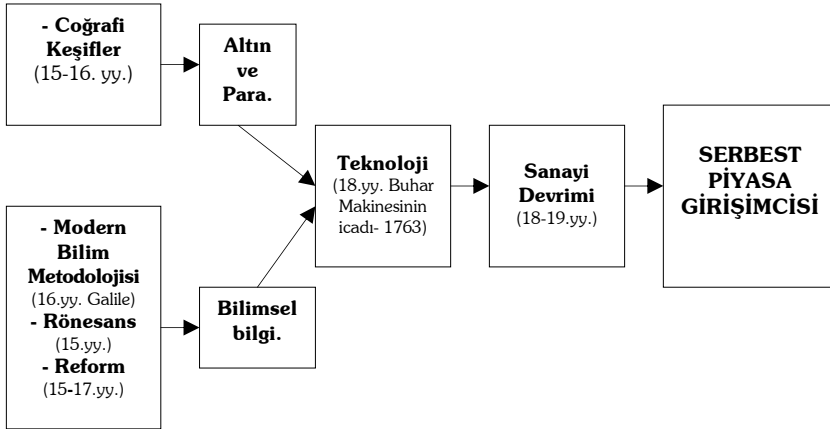 - Coğrafi
Keşifler
(15-16. yy.)
Altın
ve
Para.
- Modern
Bilim
Metodolojisi
(16.yy. Galile)
- Rönesans
(15.yy.)
- Reform
(15-17.yy.)
Bilimsel
bilgi.
Teknoloji
(18.yy. Buhar
Makinesinin
icadı- 1763)
Sanayi
Devrimi
(18-19.yy.)
SERBEST
PİYASA
GİRİŞİMCİSİ